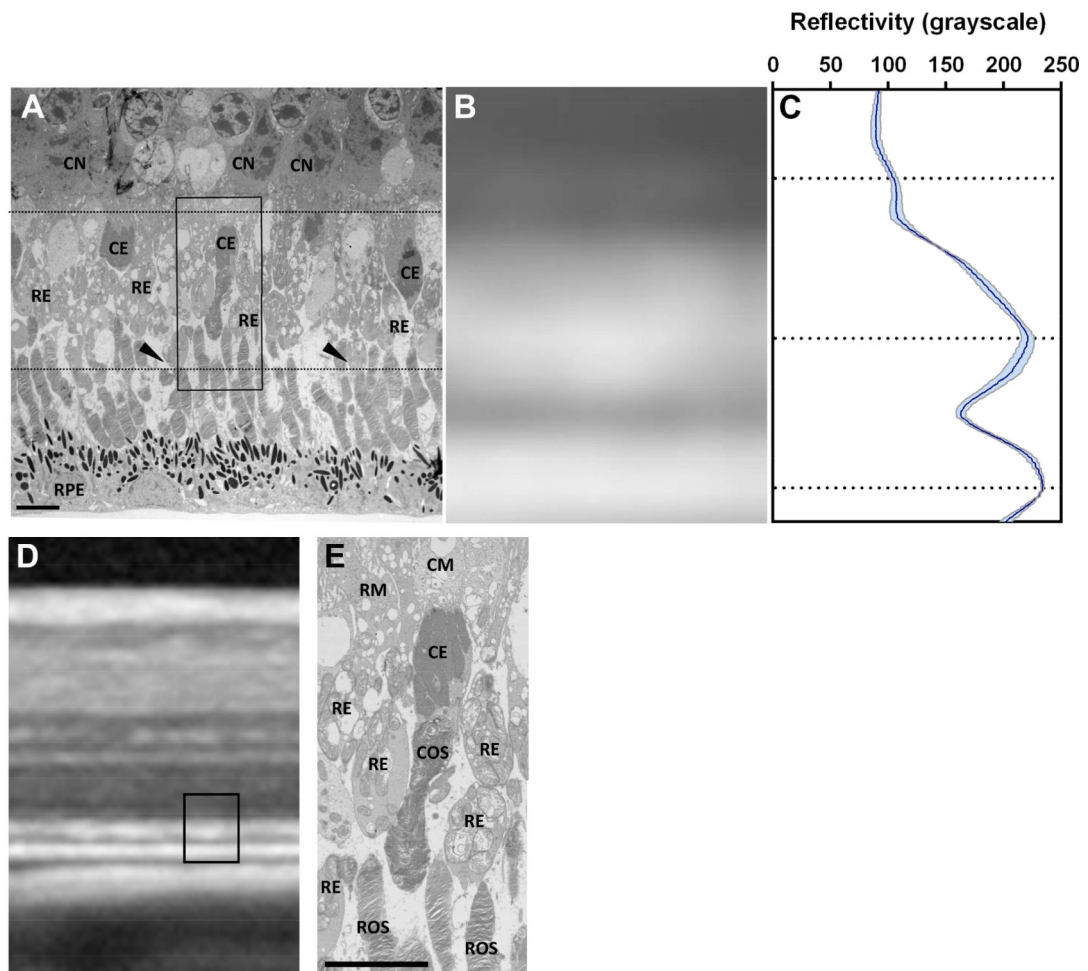 Reflectivity (grayscale)
0 50 100 150 200 250
A
B
C
CN CN CN
CE CE CE
RE RE RE RE
RPE
D
E
CM
RM
CE
RE
RE COS RE
RE
RE
ROS ROS